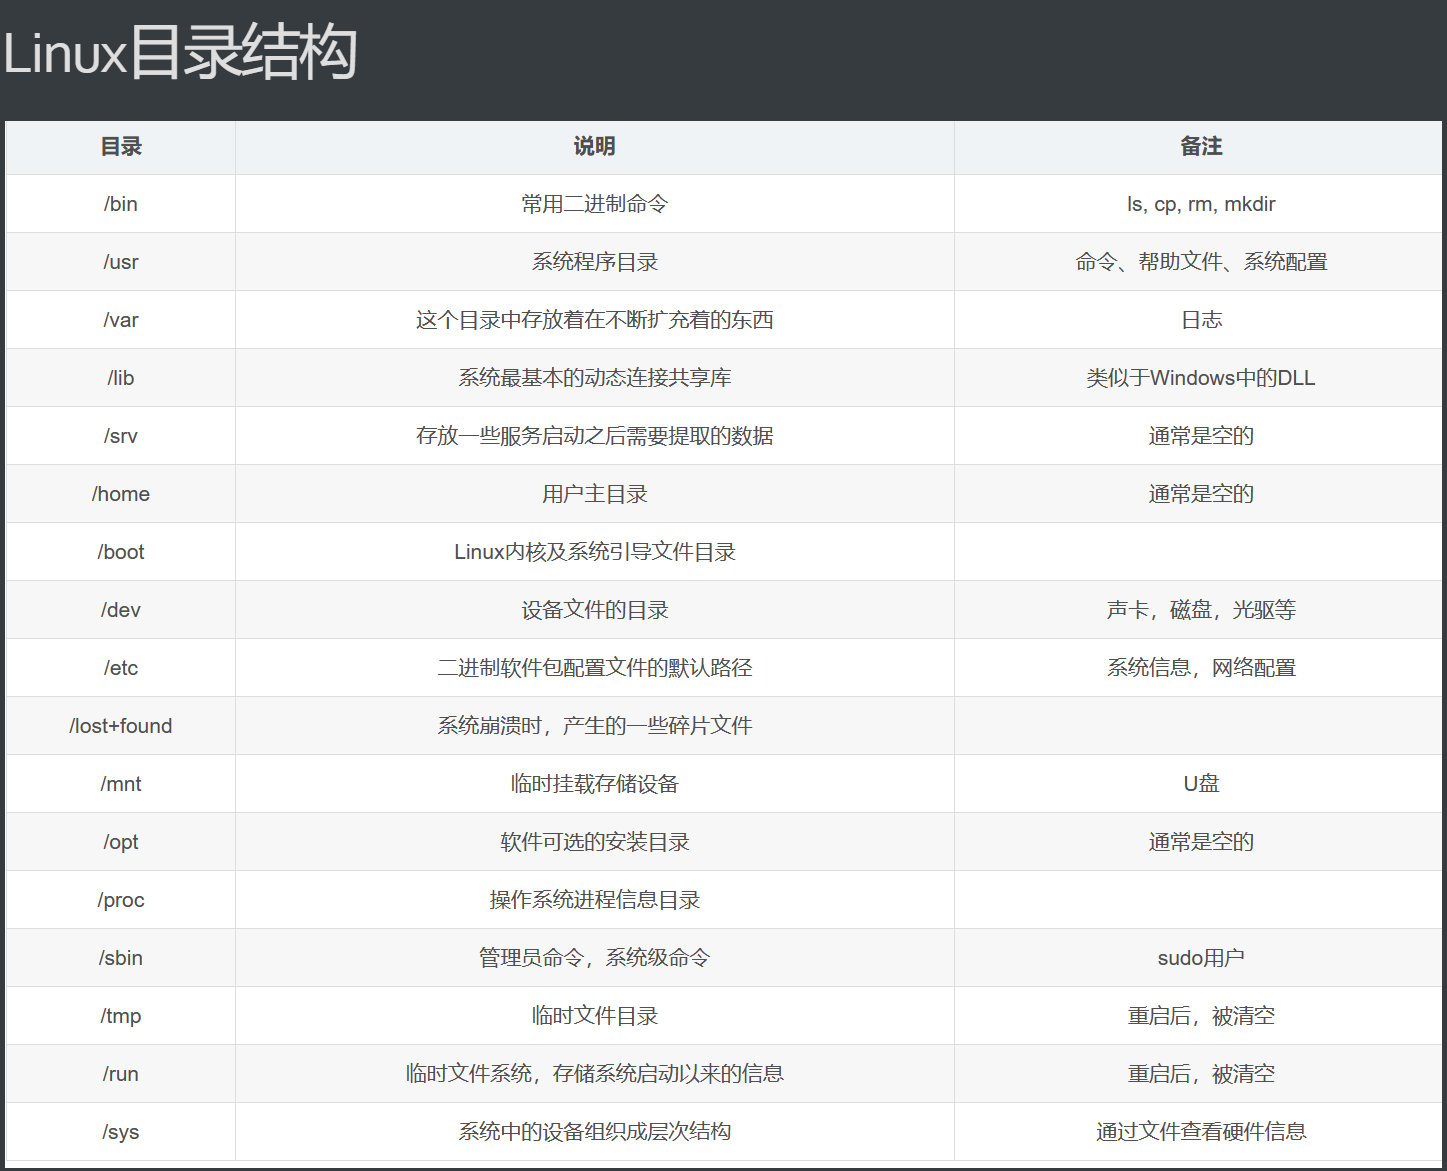 Linux目录结构
目录 说明 备注
/bin 常用二进制命令 ls, cp, rm, mkdir
/usr 系统程序目录 命令、帮助文件、系统配置
/var 这个目录中存放着在不断扩充着的东西 日志
/lib 系统最基本的动态连接共享库 类似于Windows中的DLL
/srv 存放一些服务启动之后需要提取的数据 通常是空的
/home 用户主目录 通常是空的
/boot Linux内核及系统引导文件目录
/dev 设备文件的目录 声卡，磁盘，光驱等
/etc 二进制软件包配置文件的默认路径 系统信息，网络配置
/lost+found 系统崩溃时，产生的一些碎片文件
/mnt 临时挂载存储设备 U盘
/opt 软件可选的安装目录 通常是空的
/proc 操作系统进程信息目录
/sbin 管理员命令，系统级命令 sudo用户
/tmp 临时文件目录 重启后，被清空
/run 临时文件系统，存储系统启动以来的信息 重启后，被清空
/sys 系统中的设备组织成层次结构 通过文件查看硬件信息